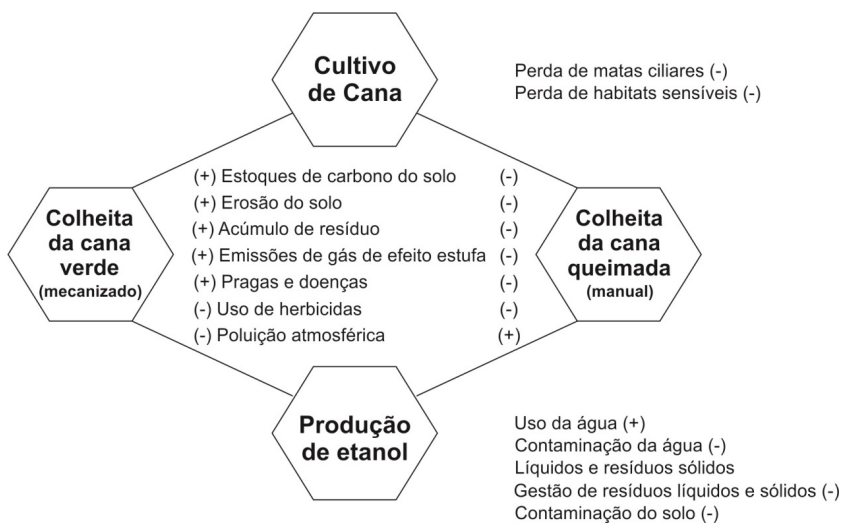 Cultivo
de Cana
Perda de matas ciliares (-)
Perda de habitats sensíveis (-)
Colheita
da cana
verde
(mecanizado)
(+) Estoques de carbono do solo (-)
(+) Erosão do solo (-)
(+) Acúmulo de resíduo (-)
(+) Emissões de gás de efeito estufa (-)
(+) Pragas e doenças (-)
(-) Uso de herbicidas (-)
(-) Poluição atmosférica (+)
Colheita
da cana
queimada
(manual)
Produção
de etanol
Uso da água (+)
Contaminação da água (-)
Líquidos e resíduos sólidos
Gestão de resíduos líquidos e sólidos (-)
Contaminação do solo (-)